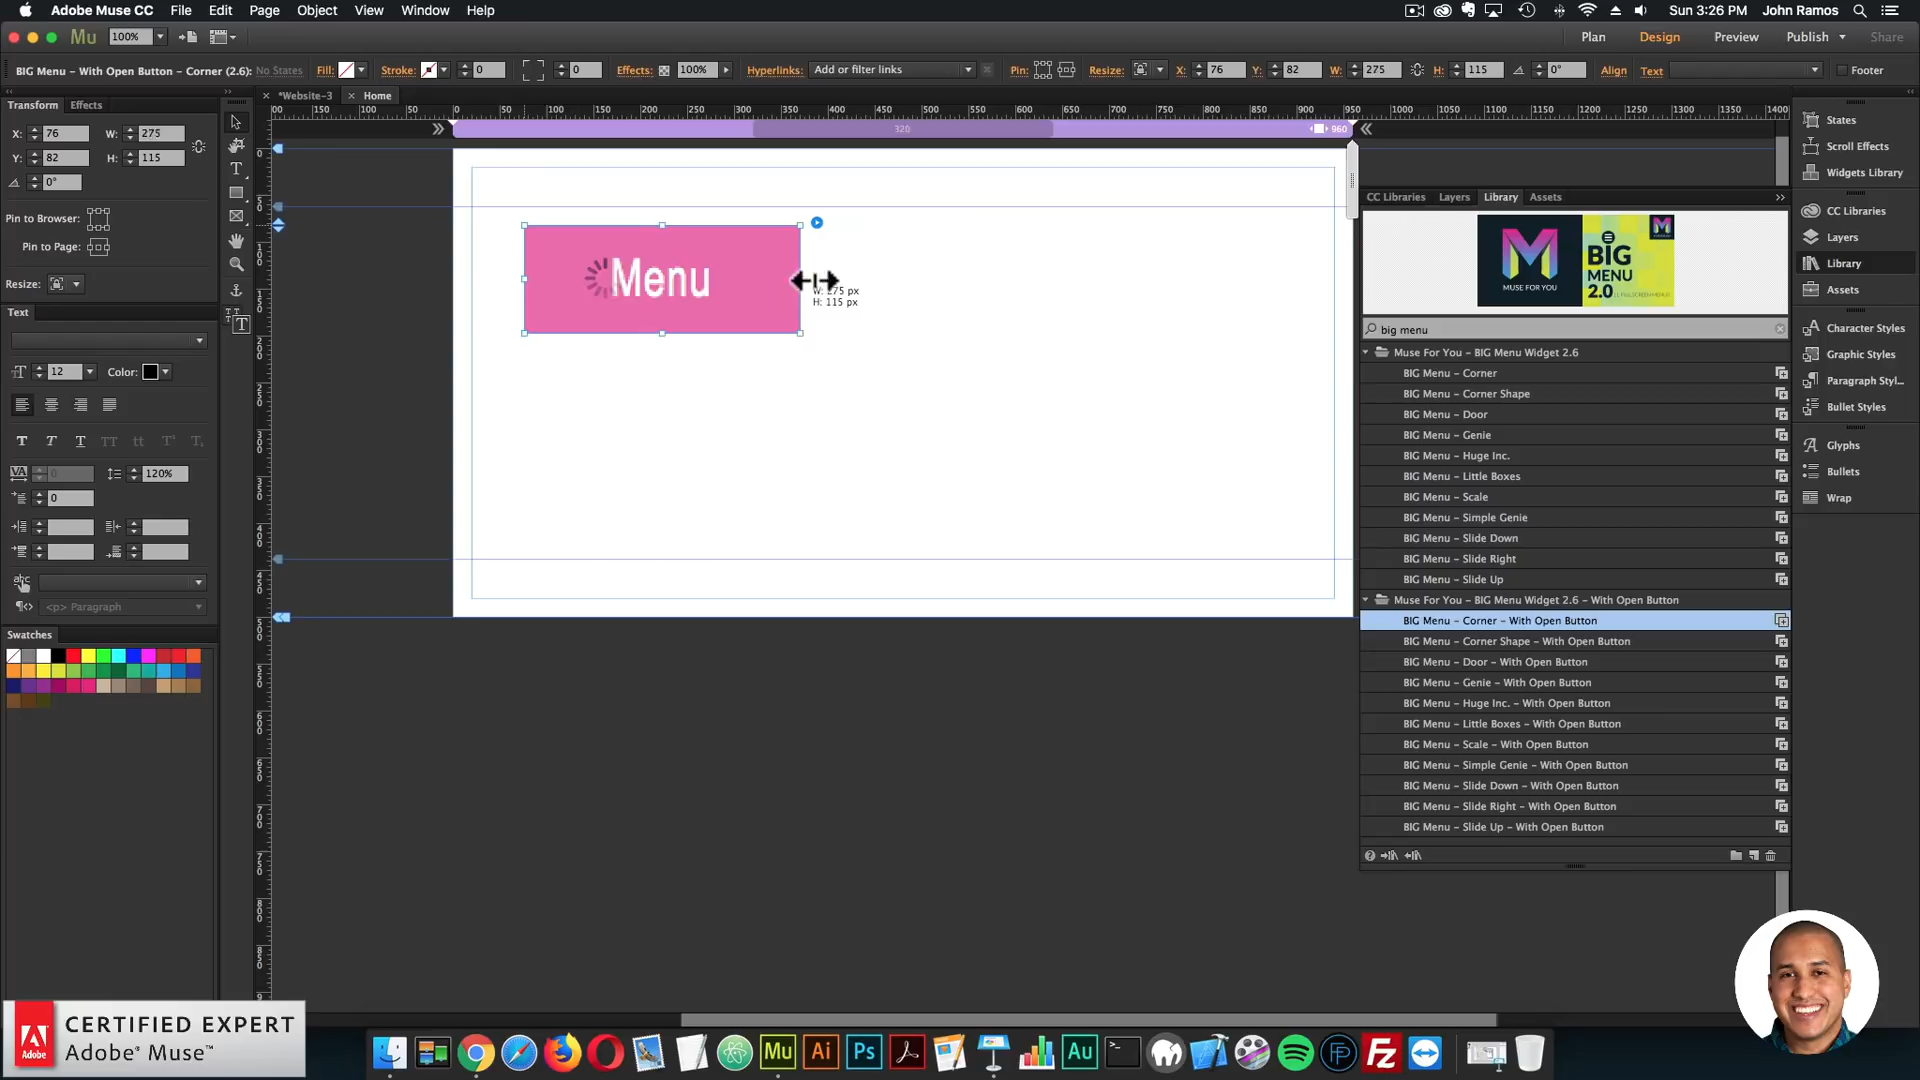 Adobe Muse CC File Edit Page Object View Window Help Sun 3:26 PM John Ramos
Mu 100% Plan Design Preview Publish Share
BIG Menu – With Open Button – Corner (2.6): No States Fill: Stroke: 0 0 Effects: 100% Hyperlinks: Add or filter links Pin: Resize: X: 76 Y: 82 W: 275 H: 115 0° Align Text Footer
Transform Effects
*Website-3 Home
X: 76 W: 275
Y: 82 H: 115
0°
Pin to Browser:
Pin to Page:
Resize:
Text
12 Color:
0 120%
0
<p> Paragraph
Swatches
320 960
Menu
W: 275 px
H: 115 px
CC Libraries Layers Library Assets
MUSE FOR YOU
BIG
MENU
2.0
big menu
Muse For You – BIG Menu Widget 2.6
BIG Menu – Corner
BIG Menu – Corner Shape
BIG Menu – Door
BIG Menu – Genie
BIG Menu – Huge Inc.
BIG Menu – Little Boxes
BIG Menu – Scale
BIG Menu – Simple Genie
BIG Menu – Slide Down
BIG Menu – Slide Right
BIG Menu – Slide Up
Muse For You – BIG Menu Widget 2.6 – With Open Button
BIG Menu – Corner – With Open Button
BIG Menu – Corner Shape – With Open Button
BIG Menu – Door – With Open Button
BIG Menu – Genie – With Open Button
BIG Menu – Huge Inc. – With Open Button
BIG Menu – Little Boxes – With Open Button
BIG Menu – Scale – With Open Button
BIG Menu – Simple Genie – With Open Button
BIG Menu – Slide Down – With Open Button
BIG Menu – Slide Right – With Open Button
BIG Menu – Slide Up – With Open Button
States
Scroll Effects
Widgets Library
CC Libraries
Layers
Library
Assets
Character Styles
Graphic Styles
Paragraph Styl...
Bullet Styles
Glyphs
Bullets
Wrap
Adobe
CERTIFIED EXPERT
Adobe® Muse™
Mu Ai Ps Au Fz